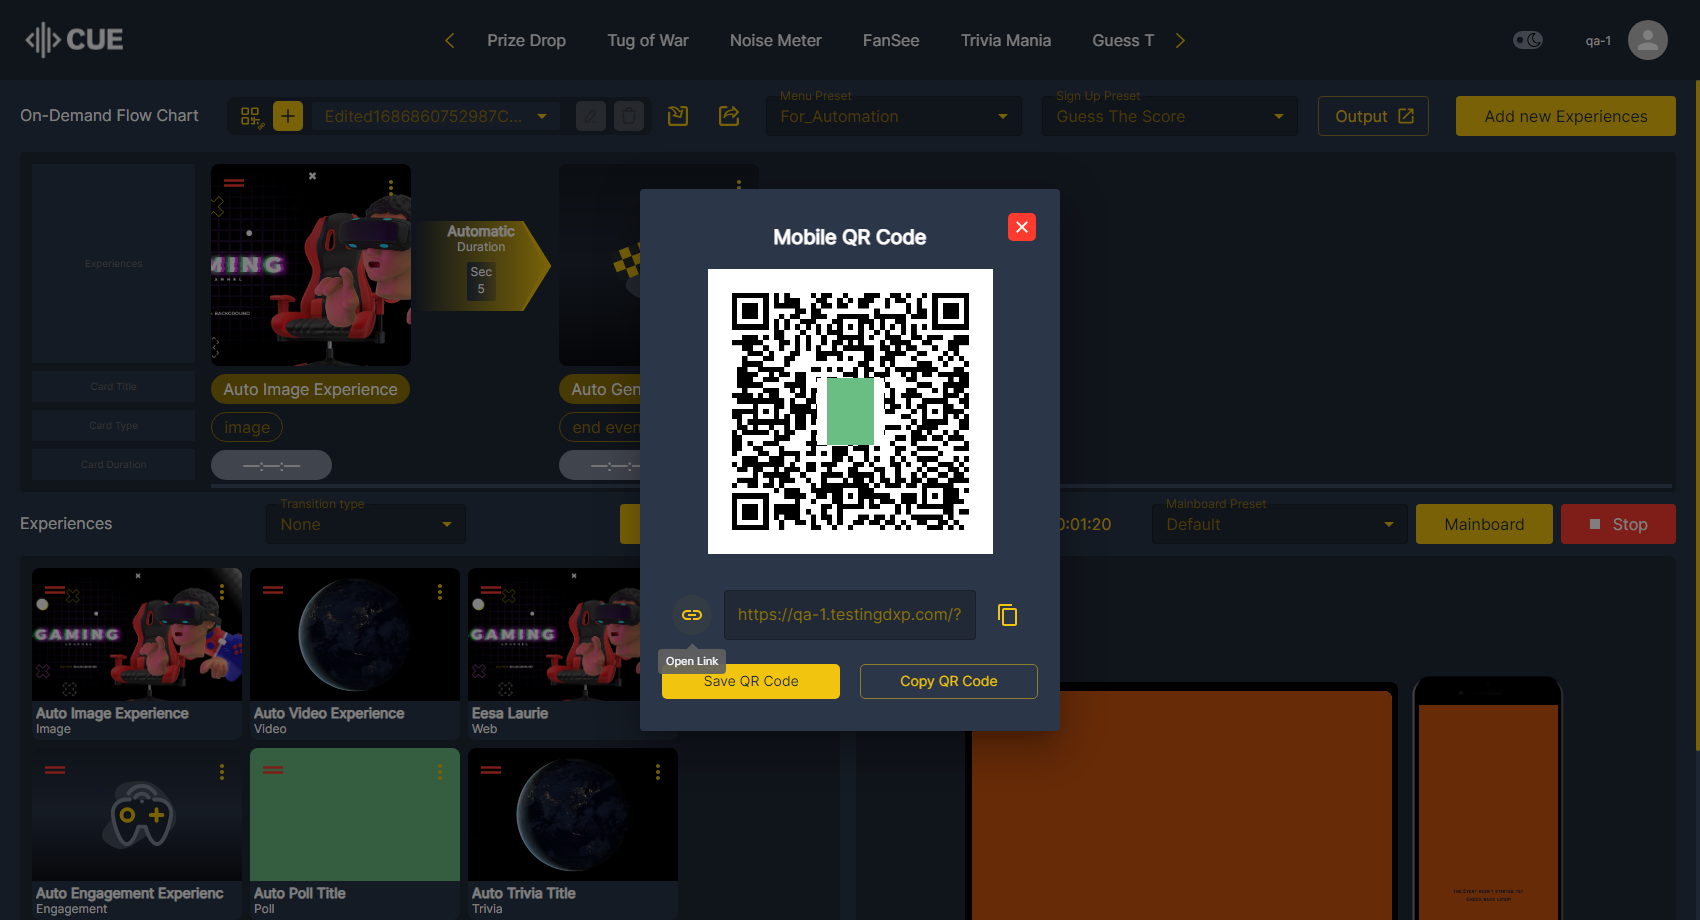 CUE
Prize Drop
Tug of War
Noise Meter
FanSee
Trivia Mania
Guess T
qa-1
On-Demand Flow Chart
Edited1686860752987C...
Menu Preset
For_Automation
Sign Up Preset
Guess The Score
Output
Add new Experiences
Experiences
MING
BACKGROUND
Automatic
Duration
Sec
5
Card Title
Auto Image Experience
Auto Gen
Card Type
image
end even
Card Duration
—:—:—
—:—:—
Mobile QR Code
https://qa-1.testingdxp.com/?
Open Link
Save QR Code
Copy QR Code
Experiences
Transition type
None
0:01:20
Mainboard Preset
Default
Mainboard
Stop
GAMING
GAMING
Auto Image Experience
Image
Auto Video Experience
Video
Eesa Laurie
Web
Auto Engagement Experienc
Engagement
Auto Poll Title
Poll
Auto Trivia Title
Trivia